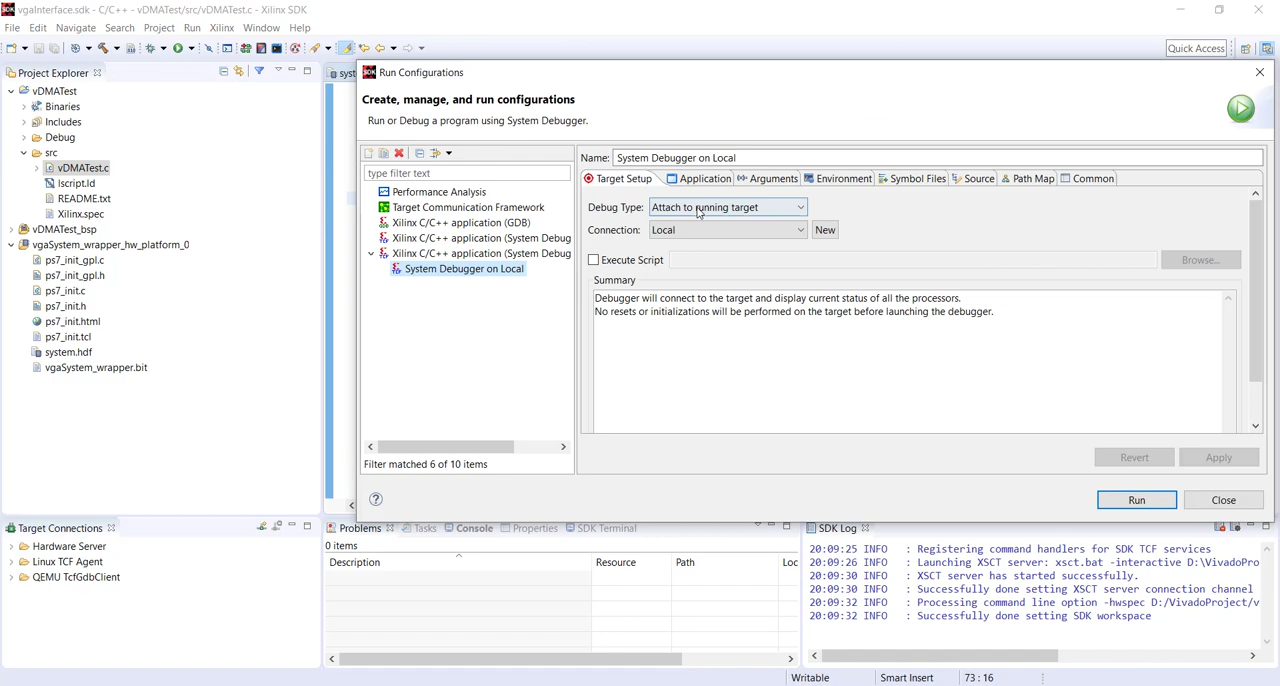 vgaInterface.sdk - C/C++ - vDMATest/src/vDMATest.c - Xilinx SDK
File Edit Navigate Search Project Run Xilinx Window Help
Quick Access
Project Explorer
vDMATest
Binaries
Includes
Debug
src
vDMATest.c
lscript.ld
README.txt
Xilinx.spec
vDMATest_bsp
vgaSystem_wrapper_hw_platform_0
ps7_init_gpl.c
ps7_init_gpl.h
ps7_init.c
ps7_init.h
ps7_init.html
ps7_init.tcl
system.hdf
vgaSystem_wrapper.bit
syst
SDK Run Configurations
Create, manage, and run configurations
Run or Debug a program using System Debugger.
type filter text
Performance Analysis
Target Communication Framework
Xilinx C/C++ application (GDB)
Xilinx C/C++ application (System Debug
Xilinx C/C++ application (System Debug
System Debugger on Local
Filter matched 6 of 10 items
Name: System Debugger on Local
Target Setup Application Arguments Environment Symbol Files Source Path Map Common
Debug Type: Attach to running target
Connection: Local New
Execute Script Browse...
Summary
Debugger will connect to the target and display current status of all the processors.
No resets or initializations will be performed on the target before launching the debugger.
Revert Apply
Run Close
Target Connections
Hardware Server
Linux TCF Agent
QEMU TcfGdbClient
Problems Tasks Console Properties SDK Terminal
0 items
Description Resource Path Loc
SDK Log
20:09:25 INFO : Registering command handlers for SDK TCF services
20:09:26 INFO : Launching XSCT server: xsct.bat -interactive D:\VivadoPro
20:09:30 INFO : XSCT server has started successfully.
20:09:30 INFO : Successfully done setting XSCT server connection channel
20:09:32 INFO : Processing command line option -hwspec D:/VivadoProject/v
20:09:32 INFO : Successfully done setting SDK workspace
Writable Smart Insert 73 : 16